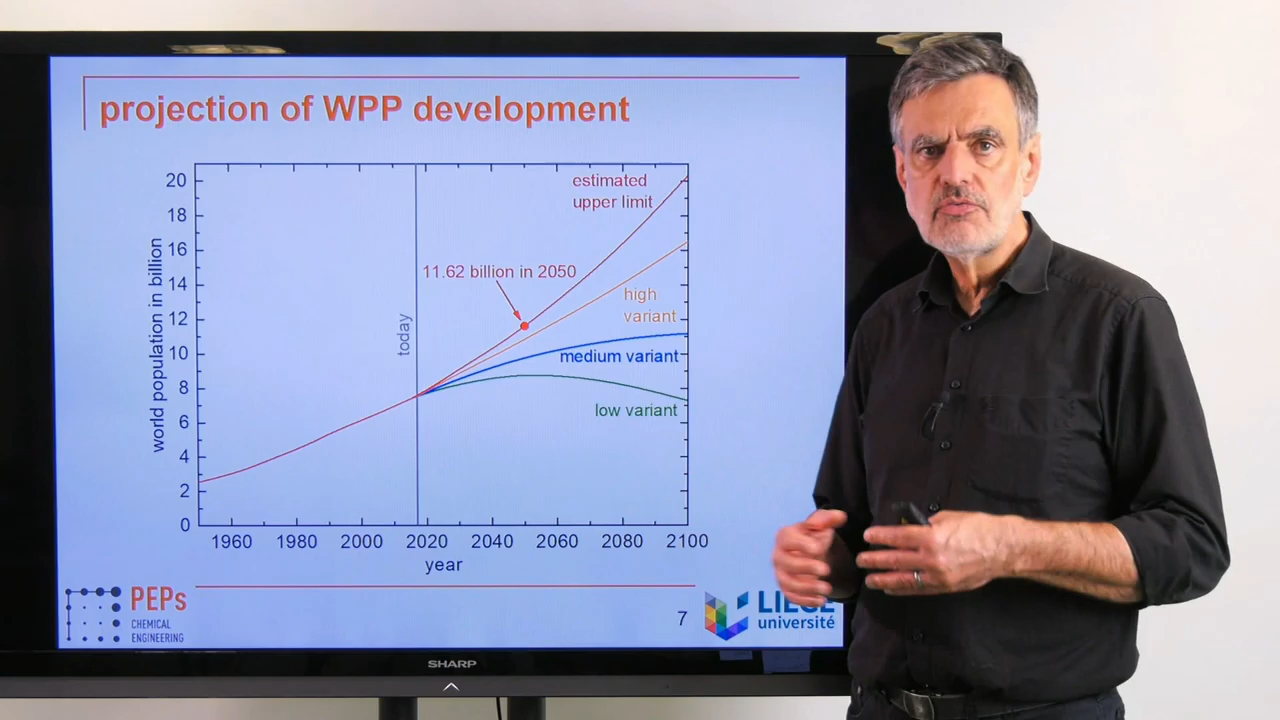 projection of WPP development
20
18
16
14
12
10
8
6
4
2
0
world population in billion
estimated
upper limit
11.62 billion in 2050
high
variant
today
medium variant
low variant
1960 1980 2000 2020 2040 2060 2080 2100
year
PEPs
CHEMICAL
ENGINEERING
7
LIEGE
université
SHARP